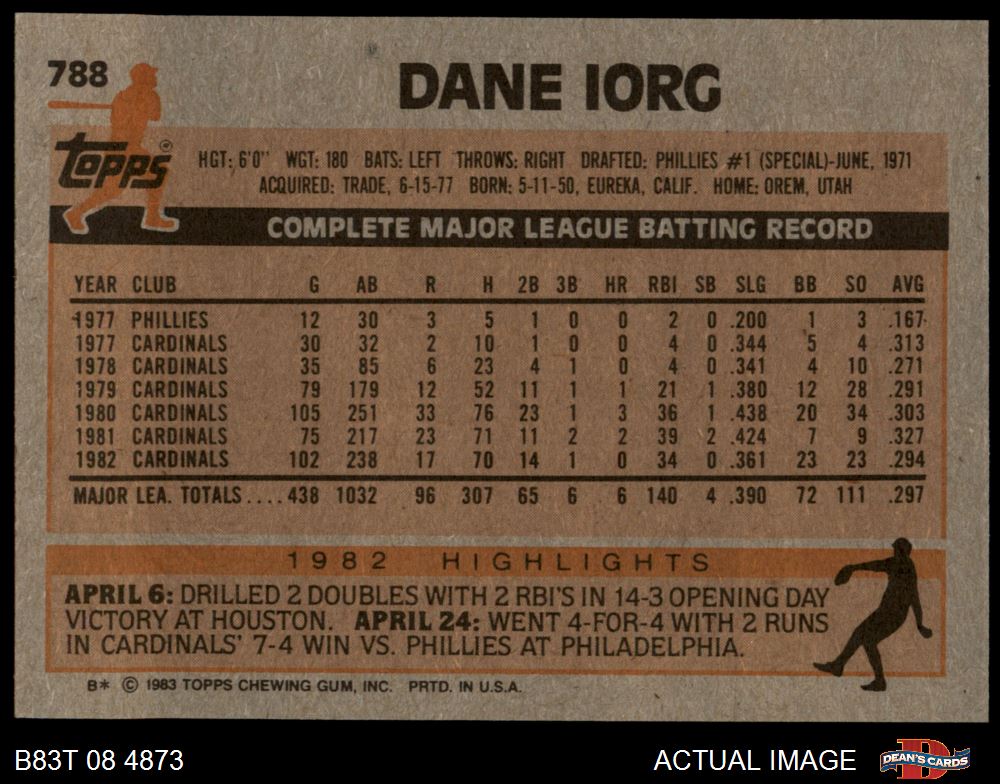 788
DANE IORG
TOPPS®
HGT: 6'0" WGT: 180 BATS: LEFT THROWS: RIGHT DRAFTED: PHILLIES #1 (SPECIAL)-JUNE, 1971
ACQUIRED: TRADE, 6-15-77 BORN: 5-11-50, EUREKA, CALIF. HOME: OREM, UTAH
COMPLETE MAJOR LEAGUE BATTING RECORD
YEAR CLUB G AB R H 2B 3B HR RBI SB SLG BB SO AVG
1977 PHILLIES 12 30 3 5 1 0 0 2 0 .200 1 3 .167
1977 CARDINALS 30 32 2 10 1 0 0 4 0 .344 5 4 .313
1978 CARDINALS 35 85 6 23 4 1 0 4 0 .341 4 10 .271
1979 CARDINALS 79 179 12 52 11 1 1 21 1 .380 12 28 .291
1980 CARDINALS 105 251 33 76 23 1 3 36 1 .438 20 34 .303
1981 CARDINALS 75 217 23 71 11 2 2 39 2 .424 7 9 .327
1982 CARDINALS 102 238 17 70 14 1 0 34 0 .361 23 23 .294
MAJOR LEA. TOTALS....438 1032 96 307 65 6 6 140 4 .390 72 111 .297
1982 HIGHLIGHTS
APRIL 6: DRILLED 2 DOUBLES WITH 2 RBI'S IN 14-3 OPENING DAY
VICTORY AT HOUSTON. APRIL 24: WENT 4-FOR-4 WITH 2 RUNS
IN CARDINALS' 7-4 WIN VS. PHILLIES AT PHILADELPHIA.
B* © 1983 TOPPS CHEWING GUM, INC. PRTD. IN U.S.A.
B83T 08 4873
ACTUAL IMAGE
D
DEAN'S CARDS